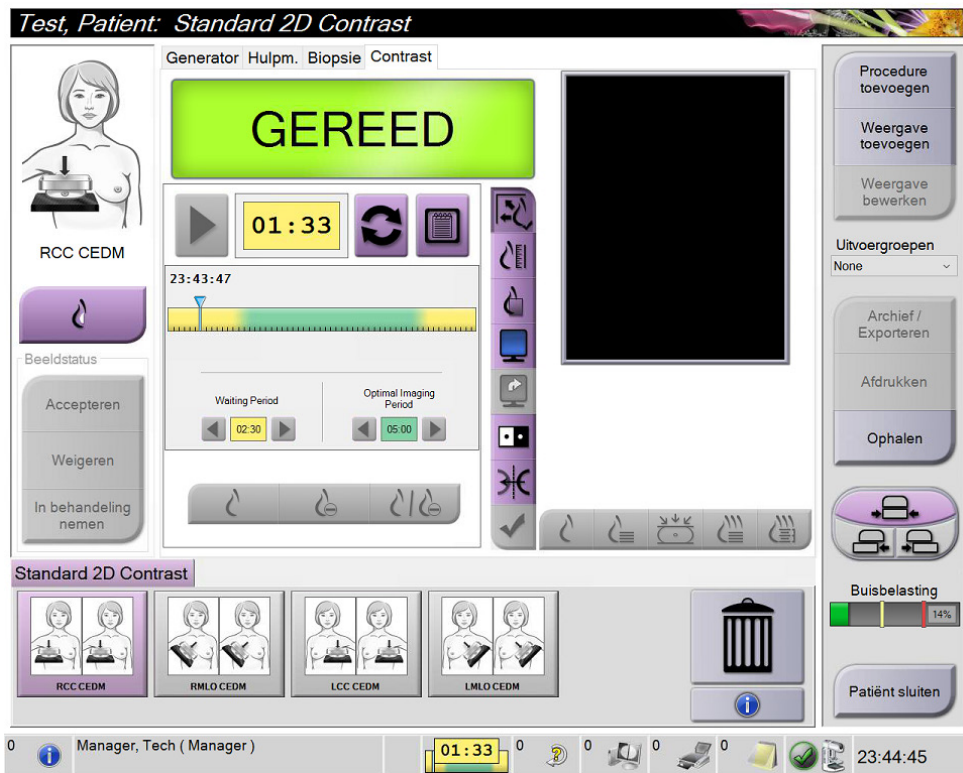 Test, Patient:  Standard 2D Contrast
Generator Hulpm. Biopsie Contrast
GEREED
01:33
23:43:47
Waiting Period
Optimal Imaging
Period
02:30
05:00
RCC CEDM
Beeldstatus
Accepteren
Weigeren
In behandeling
nemen
Procedure
toevoegen
Weergave
toevoegen
Weergave
bewerken
Uitvoergroepen
None
Archief /
Exporteren
Afdrukken
Ophalen
Buisbelasting
14%
Patiënt sluiten
Standard 2D Contrast
RCC CEDM
RMLO CEDM
LCC CEDM
LMLO CEDM
0 Manager, Tech ( Manager ) 01:33 0 0 0 0 23:44:45